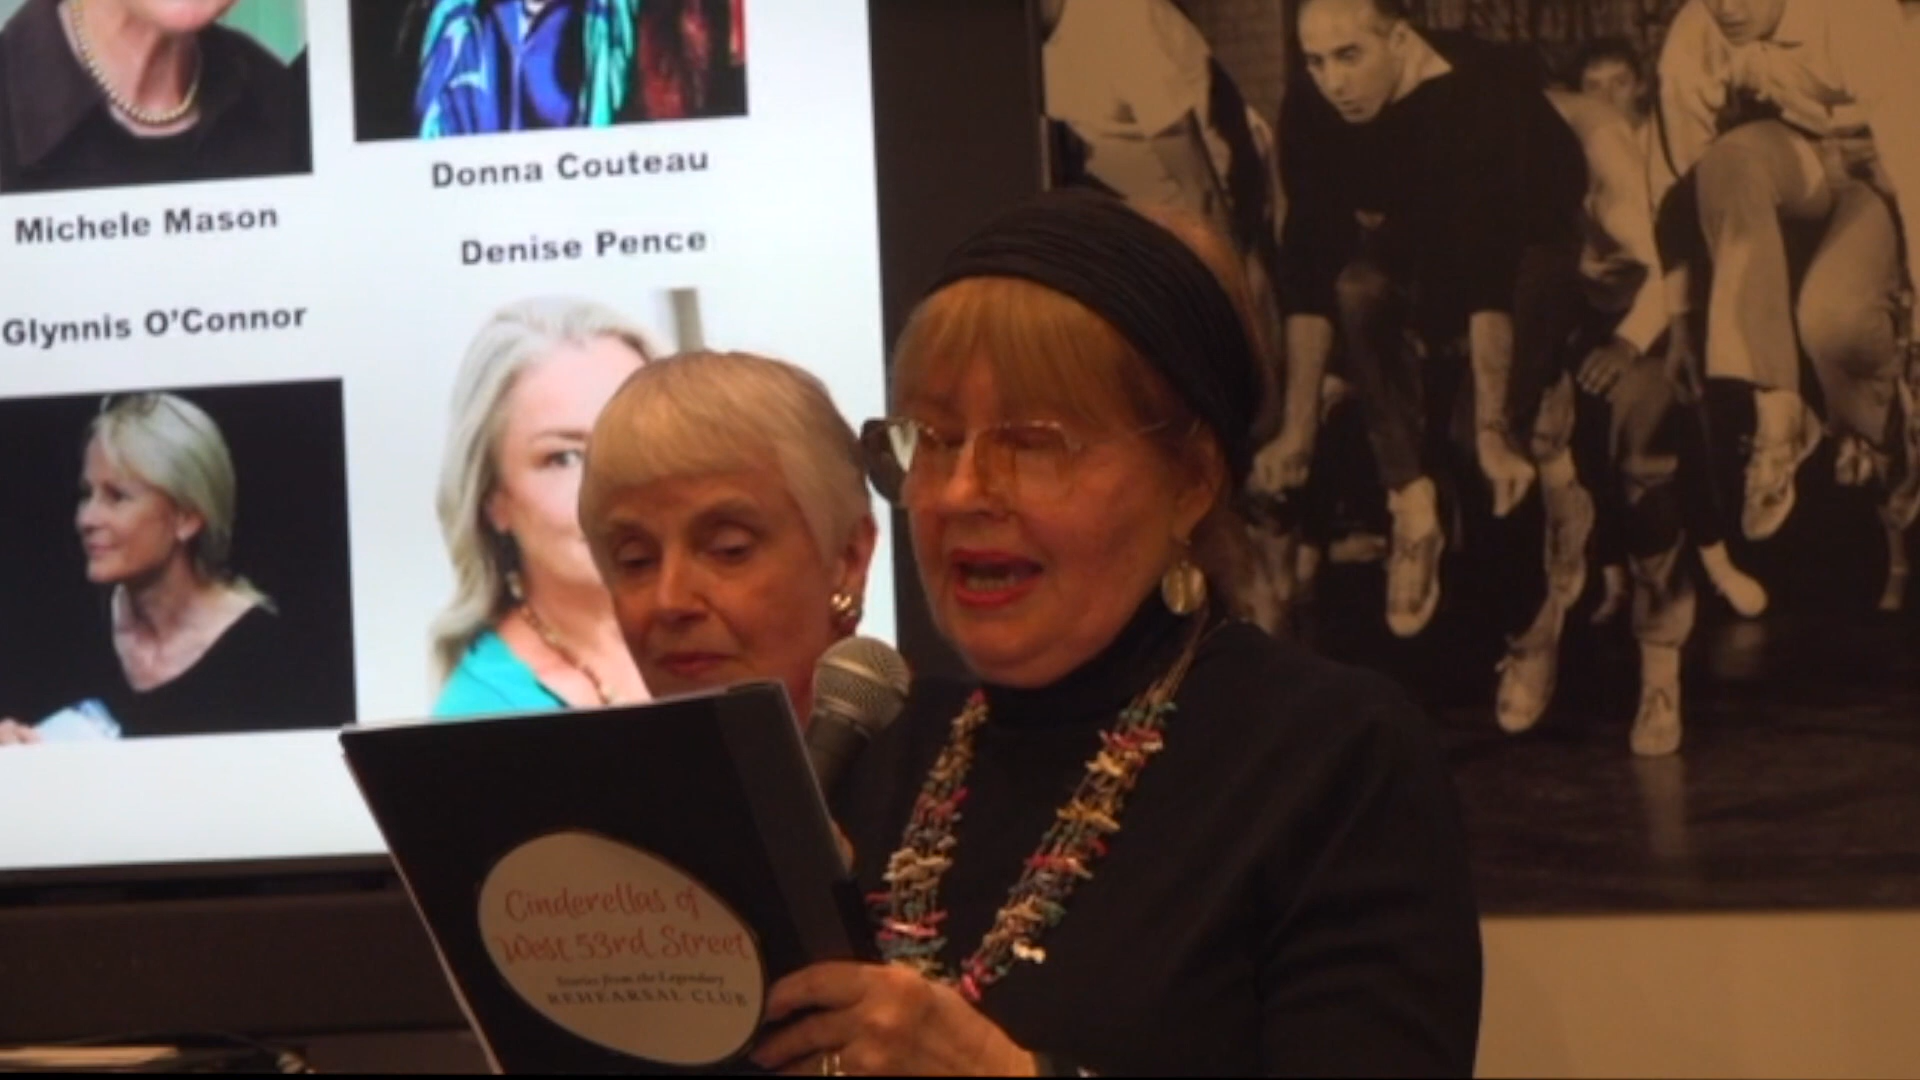 Donna Couteau
Michele Mason
Denise Pence
Glynnis O'Connor
Cinderellas of
West 53rd Street
Stories from the Legendary
REHEARSAL CLUB